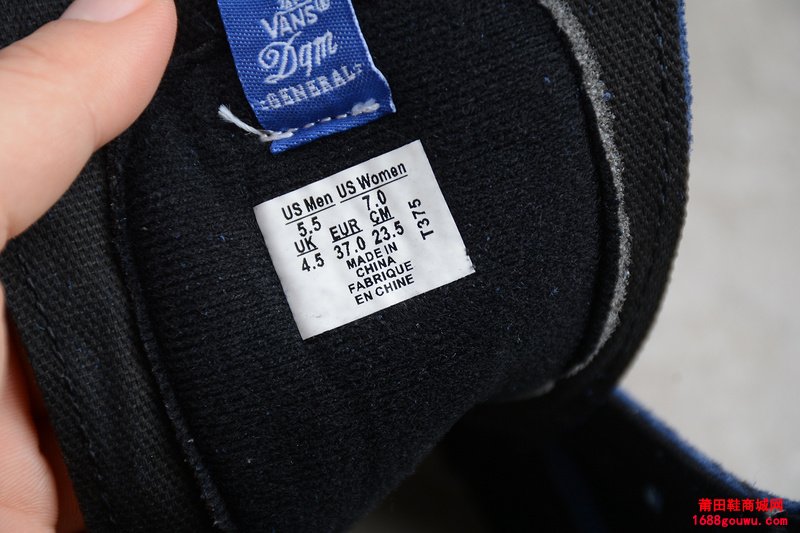 VANS
Dqm
GENERAL
US Men US Women
5.5 7.0
UK EUR CM
4.5 37.0 23.5
MADE IN
CHINA
FABRIQUE
EN CHINE
T375
莆田鞋商城网
1688gouwu.com